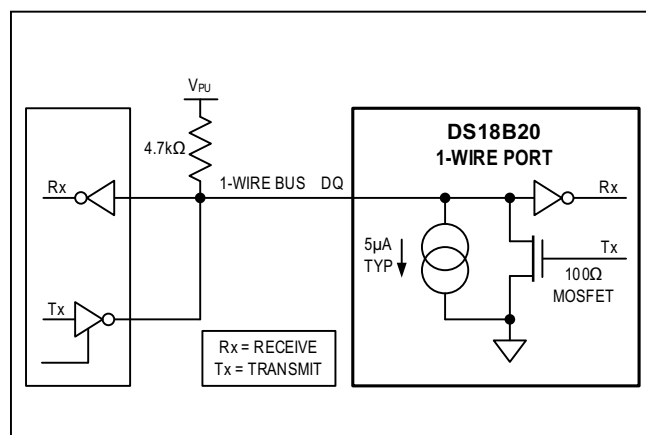 V_PU
4.7kΩ
Rx
1-WIRE BUS DQ
Tx
Rx = RECEIVE
Tx = TRANSMIT
DS18B20
1-WIRE PORT
5µA
TYP
Rx
Tx
100Ω
MOSFET